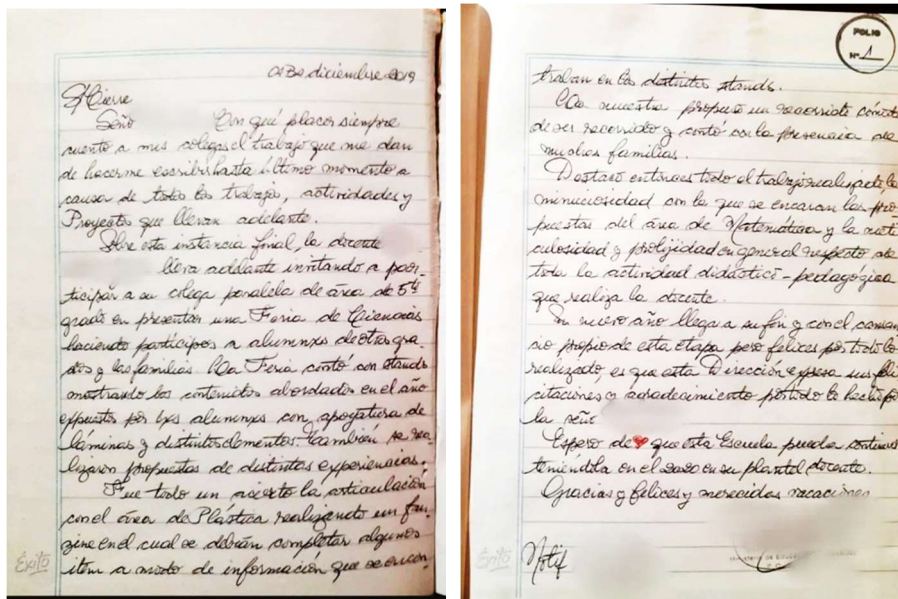 CABA, diciembre 2019
S/Cierre
Seño
Con qué placer siempre
cuento a mis colegas el trabajo que me dan
de hacerme escribir hasta último momento a
causa de todos los trabajos, actividades y
Proyectos que llevan adelante.
Sobre esta instancia final, la docente
lleva adelante invitando a par-
ticipar a su colega paralela de área de 5to
grado en presentar una Feria de Ciencias
haciendo partícipes a alumnxs de otros gra-
dos y las familias. La Feria contó con stands
mostrando los contenidos abordados en el año
expuestos por lxs alumnxs con apoyatura de
láminas y distintos elementos. También se rea-
lizaron propuestas de distintas experiencias.
Fue todo un acierto la articulación
con el área de Plástica realizando un fan-
zine en el cual se debían completar algunos
ítem a modo de información que se encon-
Éxito
FOLIO
Nº 1
traban en los distintos stands.
La muestra propuso un recorrido cómodo
de ser recorrido y contó con la presencia de
muchas familias.
Destaco entonces todo el trabajo realizado, la
minuciosidad con la que se encaran las pro-
puestas del área de Matemática y la meti-
culosidad y prolijidad en general respecto de
toda la actividad didáctico-pedagógica
que realiza la docente.
Un nuevo año llega a su fin y con el cansan-
cio propio de esta etapa pero felices por todo lo
realizado, es que esta Dirección expresa sus feli-
citaciones y agradecimiento por todo lo hecho por
la seño
Espero de ❤ que esta Escuela pueda continuar
teniéndola en el 2020 en su plantel docente.
Gracias y felices y merecidas vacaciones
Éxito
Notif